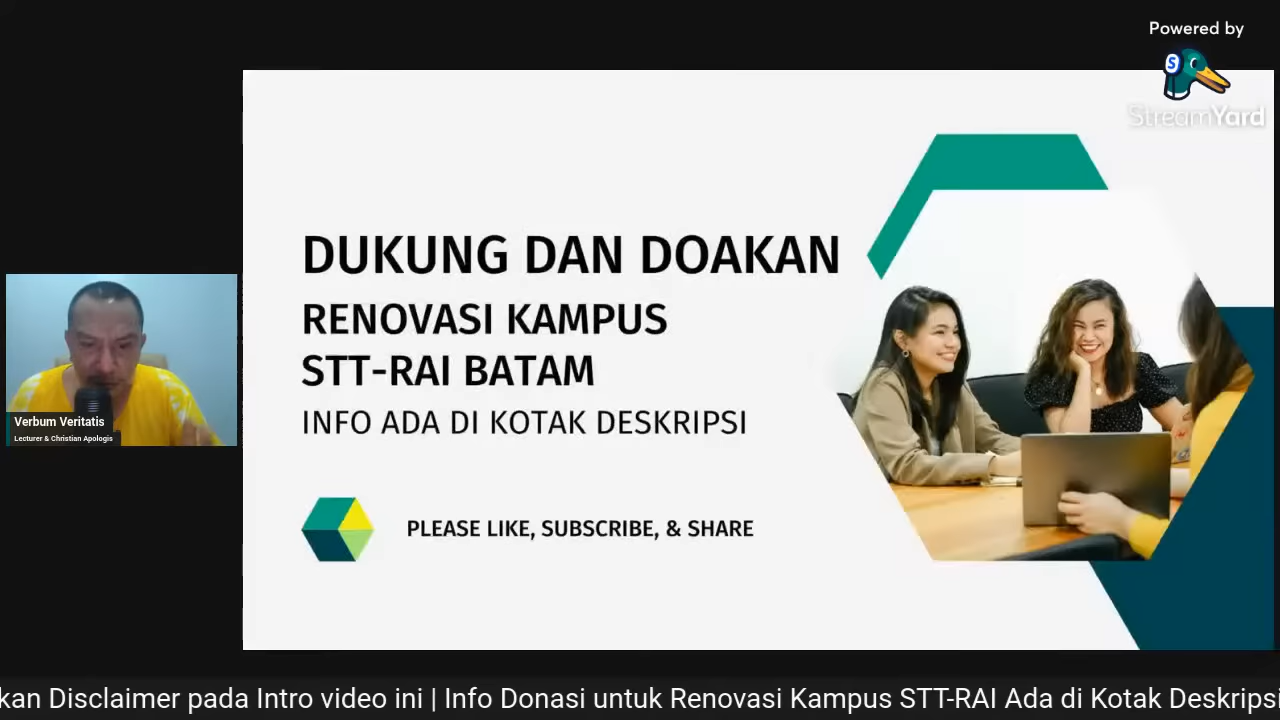 Powered by
S
StreamYard
DUKUNG DAN DOAKAN
RENOVASI KAMPUS
STT-RAI BATAM
INFO ADA DI KOTAK DESKRIPSI
PLEASE LIKE, SUBSCRIBE, & SHARE
Verbum Veritatis
Lecturer & Christian Apologis
kan Disclaimer pada Intro video ini | Info Donasi untuk Renovasi Kampus STT-RAI Ada di Kotak Deskripsi